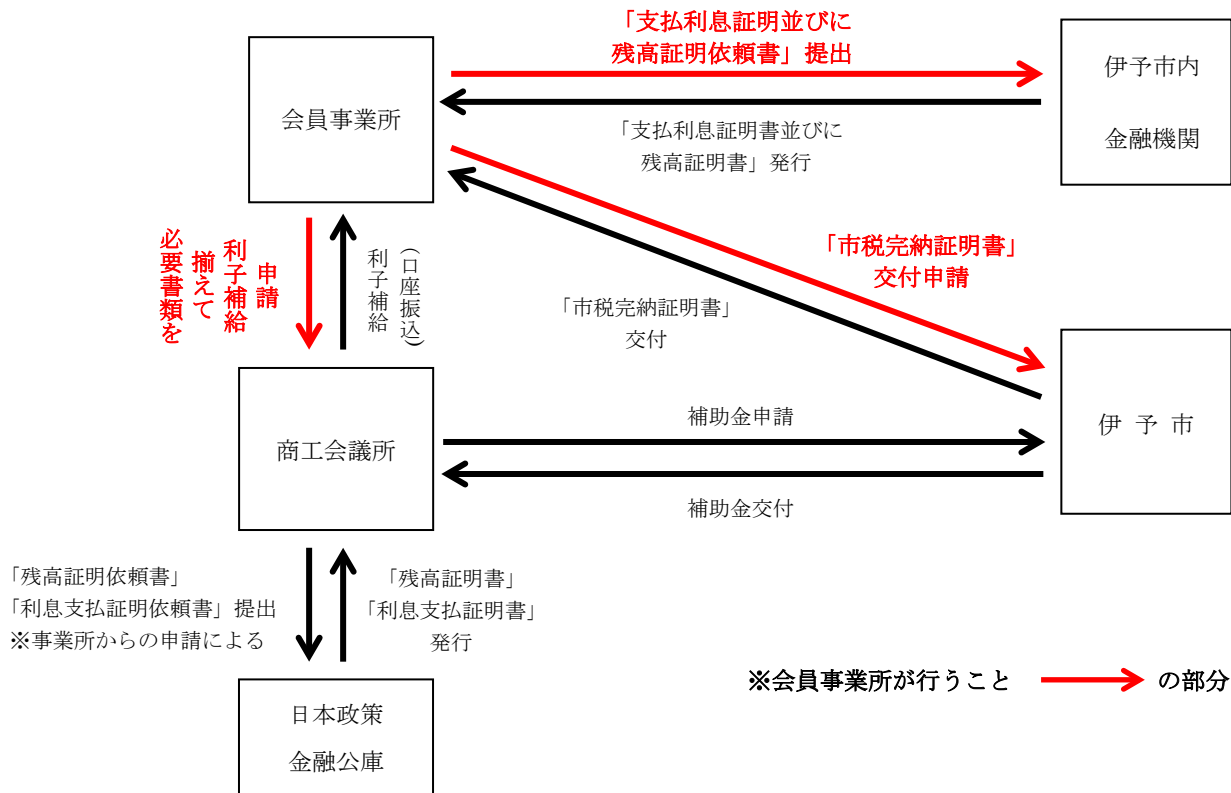 「支払利息証明並びに
残高証明依頼書」提出
伊予市内
金融機関
会員事業所
「支払利息証明書並びに
残高証明書」発行
「市税完納証明書」
交付申請
必要書類を
揃えて
利子補給
申請
利子補給
（口座振込）
「市税完納証明書」
交付
補助金申請
伊 予 市
商工会議所
補助金交付
「残高証明依頼書」
「利息支払証明依頼書」提出
※事業所からの申請による
「残高証明書」
「利息支払証明書」
発行
※会員事業所が行うこと
の部分
日本政策
金融公庫